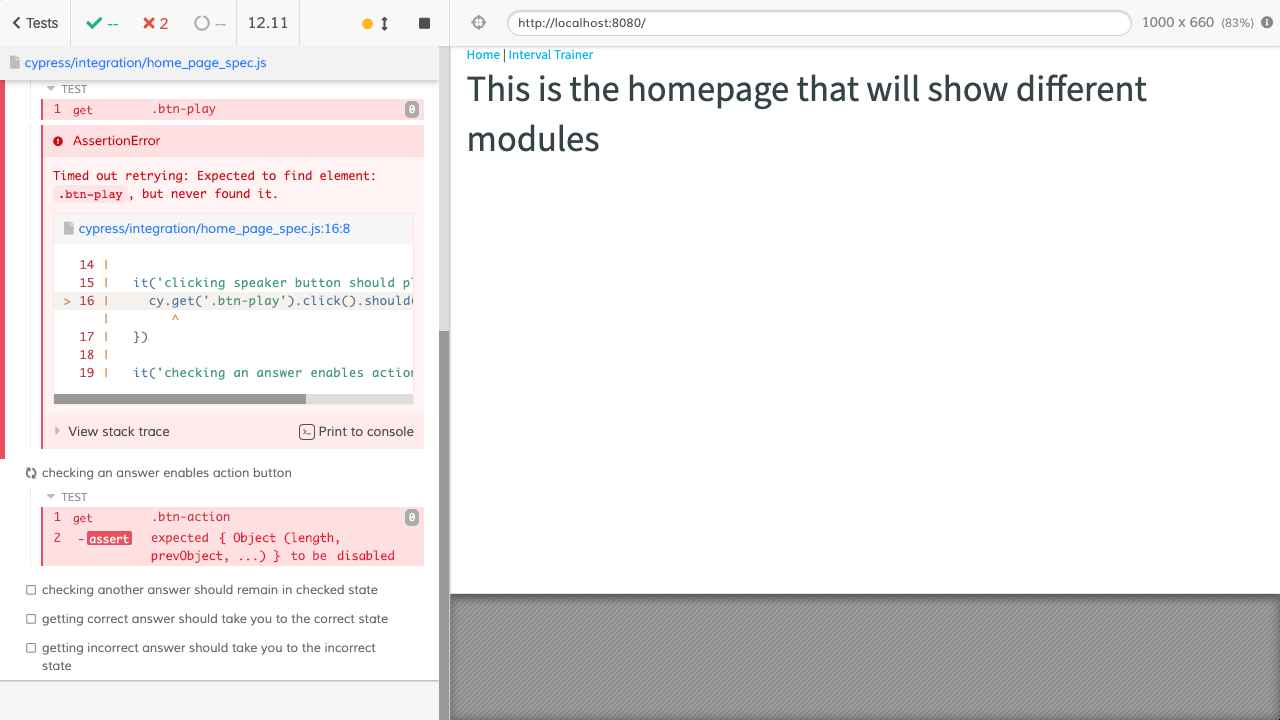 Tests
--
2
--
12.11
http://localhost:8080/
1000 x 660 (83%)
cypress/integration/home_page_spec.js
TEST
1 get .btn-play 0
AssertionError
Timed out retrying: Expected to find element:
.btn-play, but never found it.
cypress/integration/home_page_spec.js:16:8
14 |
15 | it('clicking speaker button should pl
> 16 | cy.get('.btn-play').click().should(
| ^
17 | })
18 |
19 | it('checking an answer enables action
View stack trace
Print to console
checking an answer enables action button
TEST
1 get .btn-action 0
2 -assert expected { Object (length,
prevObject, ...) } to be disabled
checking another answer should remain in checked state
getting correct answer should take you to the correct state
getting incorrect answer should take you to the incorrect
state
Home | Interval Trainer
This is the homepage that will show different
modules